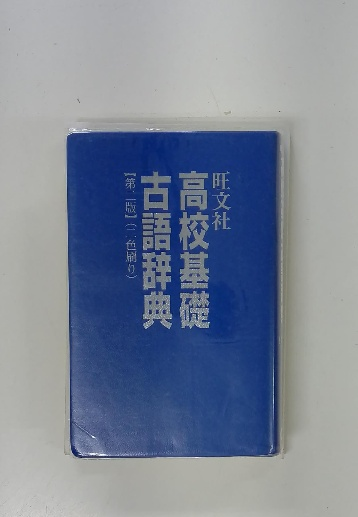 旺文社
高校基礎
古語辞典
【第二版】(二色刷り)